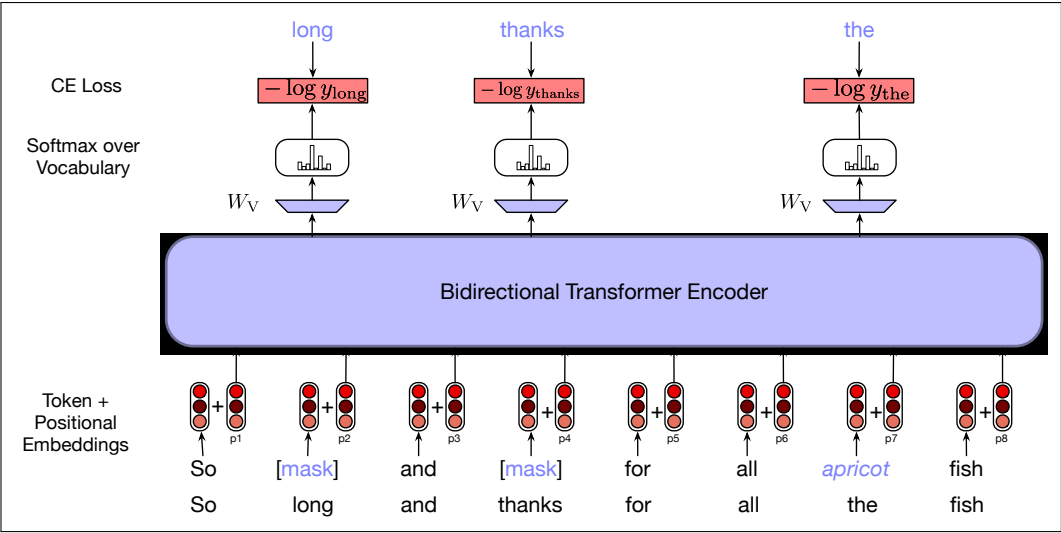 long thanks the
CE Loss − log y_long − log y_thanks − log y_the
Softmax over
Vocabulary
W_V W_V W_V
Bidirectional Transformer Encoder
Token +
Positional
Embeddings
+ + + + + + + +
p1 p2 p3 p4 p5 p6 p7 p8
So [mask] and [mask] for all apricot fish
So long and thanks for all the fish